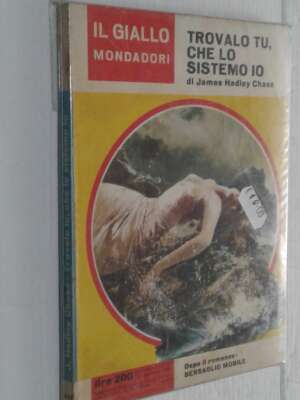 IL GIALLO
MONDADORI
TROVALO TU,
CHE LO
SISTEMO IO
di James Hadley Chase
Dopo il romanzo:
BERSAGLIO MOBILE
lire 200